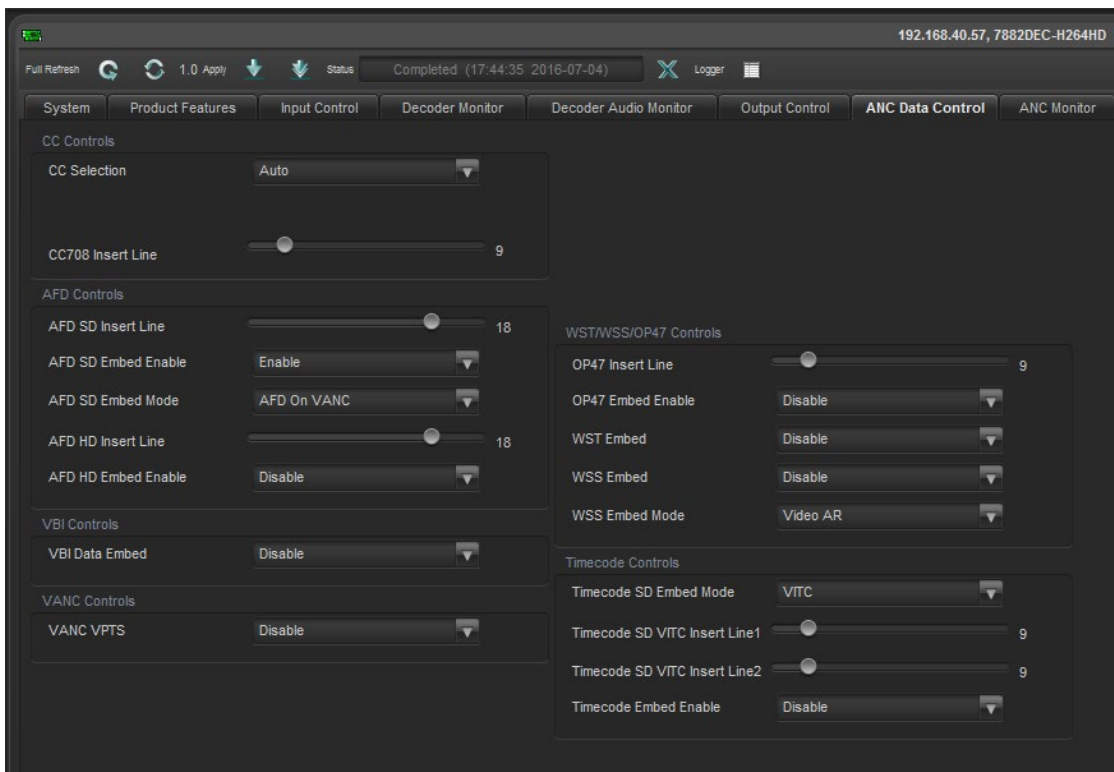 192.168.40.57, 7882DEC-H264HD
Full Refresh 1.0 Apply Status Completed (17:44:35 2016-07-04) Logger
System Product Features Input Control Decoder Monitor Decoder Audio Monitor Output Control ANC Data Control ANC Monitor
CC Controls
CC Selection Auto
CC708 Insert Line 9
AFD Controls
AFD SD Insert Line 18
AFD SD Embed Enable Enable
AFD SD Embed Mode AFD On VANC
AFD HD Insert Line 18
AFD HD Embed Enable Disable
VBI Controls
VBI Data Embed Disable
VANC Controls
VANC VPTS Disable
WST/WSS/OP47 Controls
OP47 Insert Line 9
OP47 Embed Enable Disable
WST Embed Disable
WSS Embed Disable
WSS Embed Mode Video AR
Timecode Controls
Timecode SD Embed Mode VITC
Timecode SD VITC Insert Line1 9
Timecode SD VITC Insert Line2 9
Timecode Embed Enable Disable